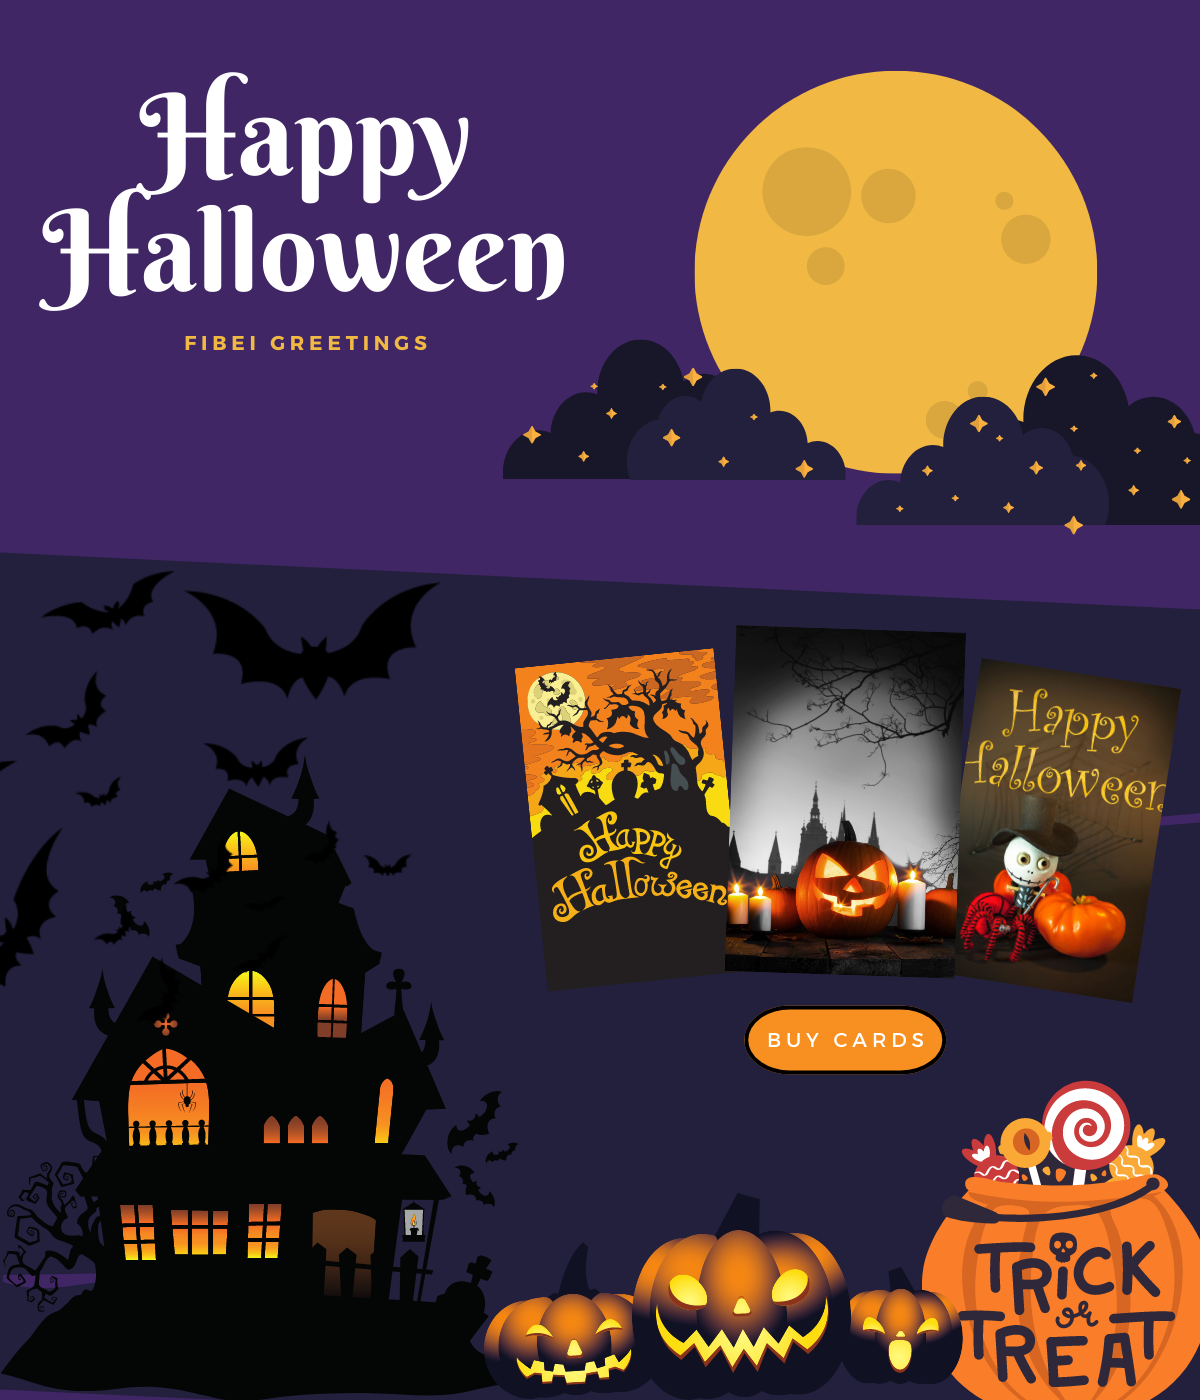 Happy
Halloween
FIBEI GREETINGS
Happy
Halloween
Happy
Halloween
BUY CARDS
TRiCK
or
TREAT